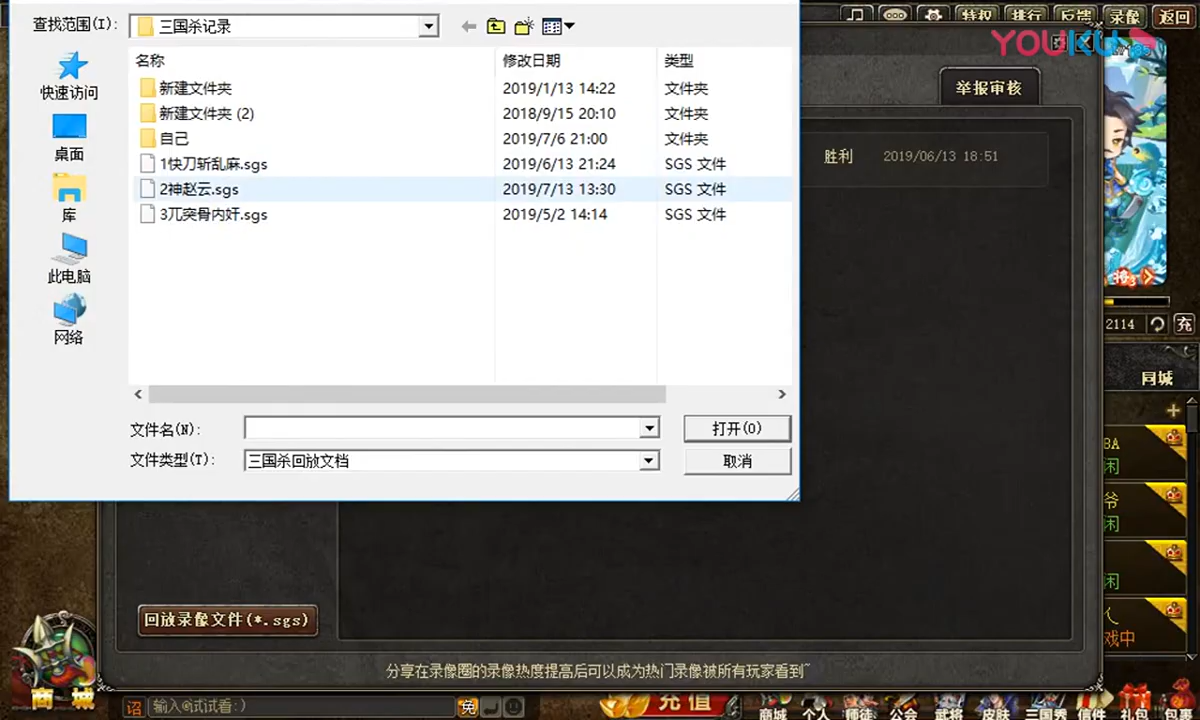 查找范围(I): 三国杀记录
特权 排行 反馈 录像 返回
YOUKU
名称 修改日期 类型
快速访问
新建文件夹 2019/1/13 14:22 文件夹
新建文件夹 (2) 2018/9/15 20:10 文件夹
自己 2019/7/6 21:00 文件夹
1快刀斩乱麻.sgs 2019/6/13 21:24 SGS 文件
2神赵云.sgs 2019/7/13 13:30 SGS 文件
3兀突骨内奸.sgs 2019/5/2 14:14 SGS 文件
桌面
库
此电脑
网络
举报审核
胜利 2019/06/13 18:51
2114 充
同城
文件名(N): 打开(O)
文件类型(T): 三国杀回放文档 取消
BA
闲
爷
闲
闲
戏中
回放录像文件(*.sgs)
分享在录像圈的录像热度提高后可以成为热门录像被所有玩家看到~
商城
诏 输入@试试看:) 免
充值
商城 个人 师徒 公会 武将 皮肤 三国秀 信件 礼包 包裹